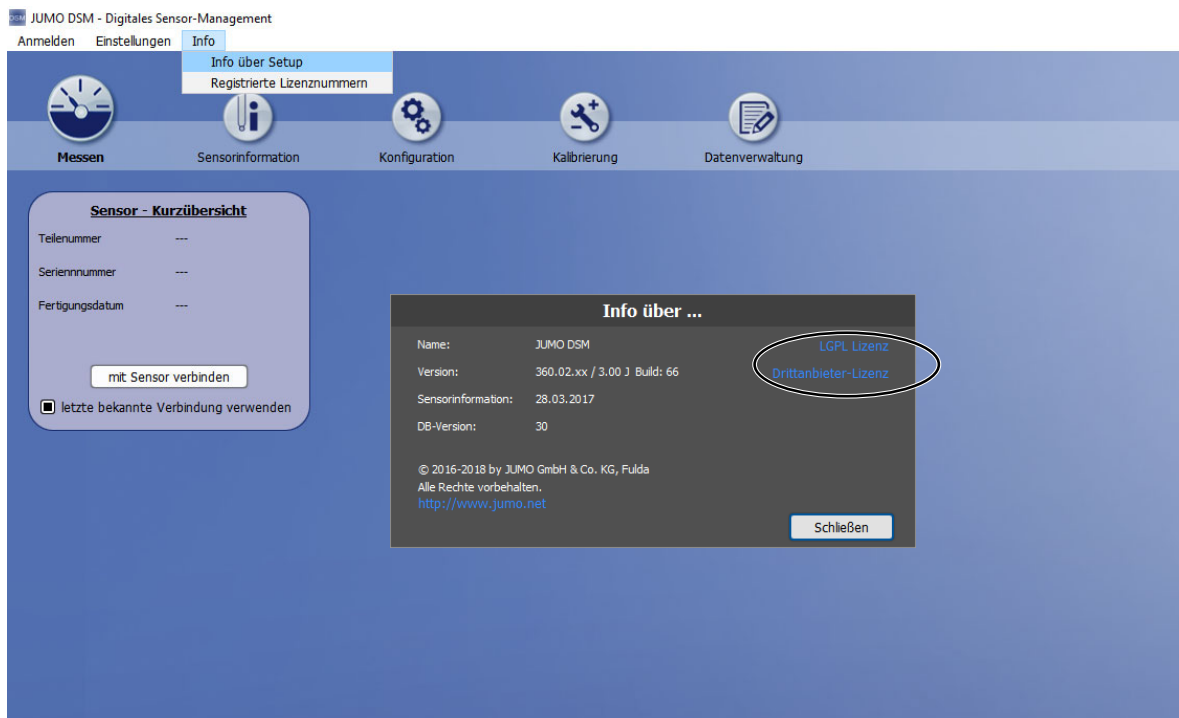 JUMO DSM - Digitales Sensor-Management
Anmelden Einstellungen Info
Info über Setup
Registrierte Lizenznummern
Messen Sensorinformation Konfiguration Kalibrierung Datenverwaltung
Sensor - Kurzübersicht
Teilenummer ---
Seriennnummer ---
Fertigungsdatum ---
mit Sensor verbinden
letzte bekannte Verbindung verwenden
Info über ...
Name: JUMO DSM LGPL Lizenz
Version: 360.02.xx / 3.00 J Build: 66 Drittanbieter-Lizenz
Sensorinformation: 28.03.2017
DB-Version: 30
© 2016-2018 by JUMO GmbH & Co. KG, Fulda
Alle Rechte vorbehalten.
http://www.jumo.net
Schließen